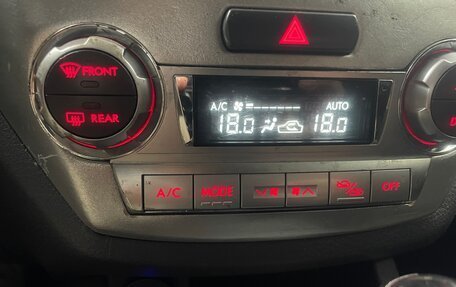 FRONT
REAR
A/C AUTO
18.0 18.0
A/C MODE OFF